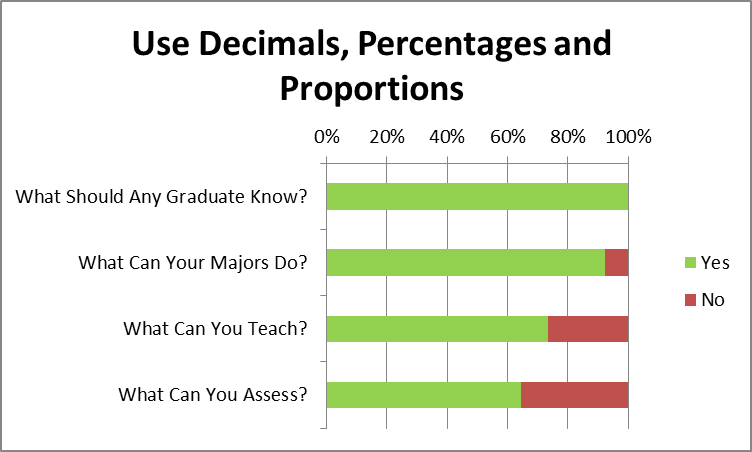 Use Decimals, Percentages and
Proportions
0% 20% 40% 60% 80% 100%
What Should Any Graduate Know?
What Can Your Majors Do?
What Can You Teach?
What Can You Assess?
Yes
No